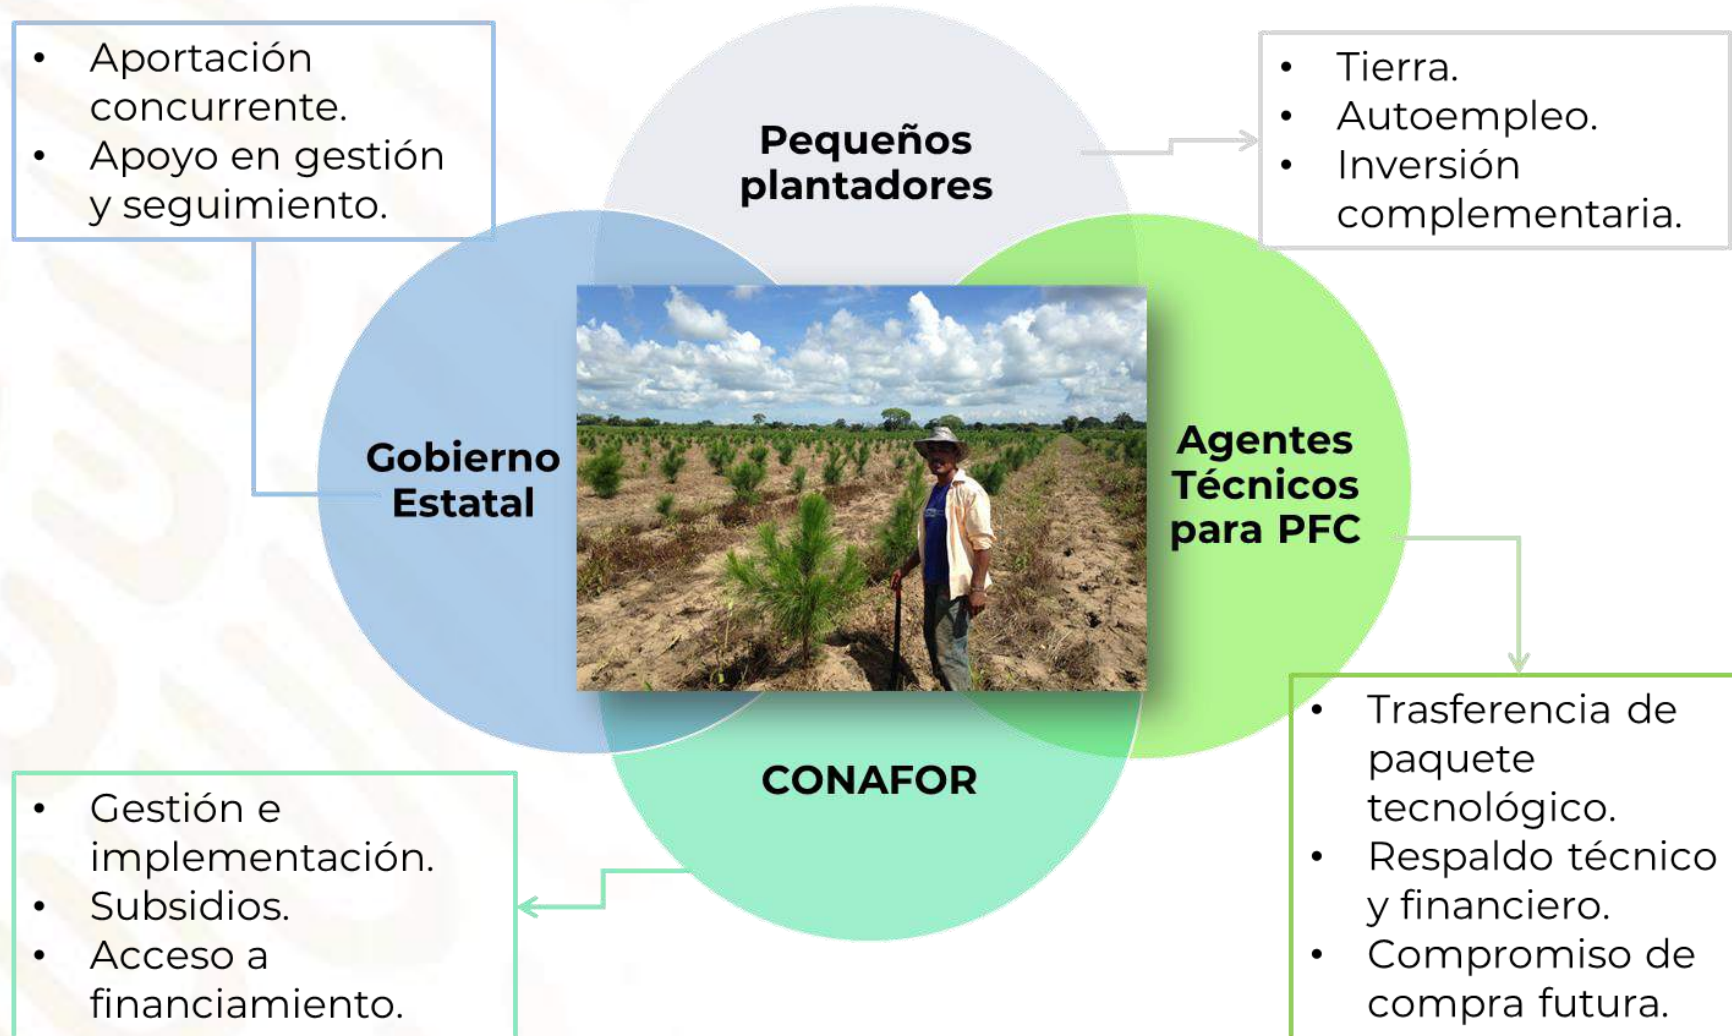 • Aportación
concurrente.
• Apoyo en gestión
y seguimiento.
Pequeños
plantadores
• Tierra.
• Autoempleo.
• Inversión
complementaria.
Gobierno
Estatal
Agentes
Técnicos
para PFC
CONAFOR
• Gestión e
implementación.
• Subsidios.
• Acceso a
financiamiento.
• Trasferencia de
paquete
tecnológico.
• Respaldo técnico
y financiero.
• Compromiso de
compra futura.